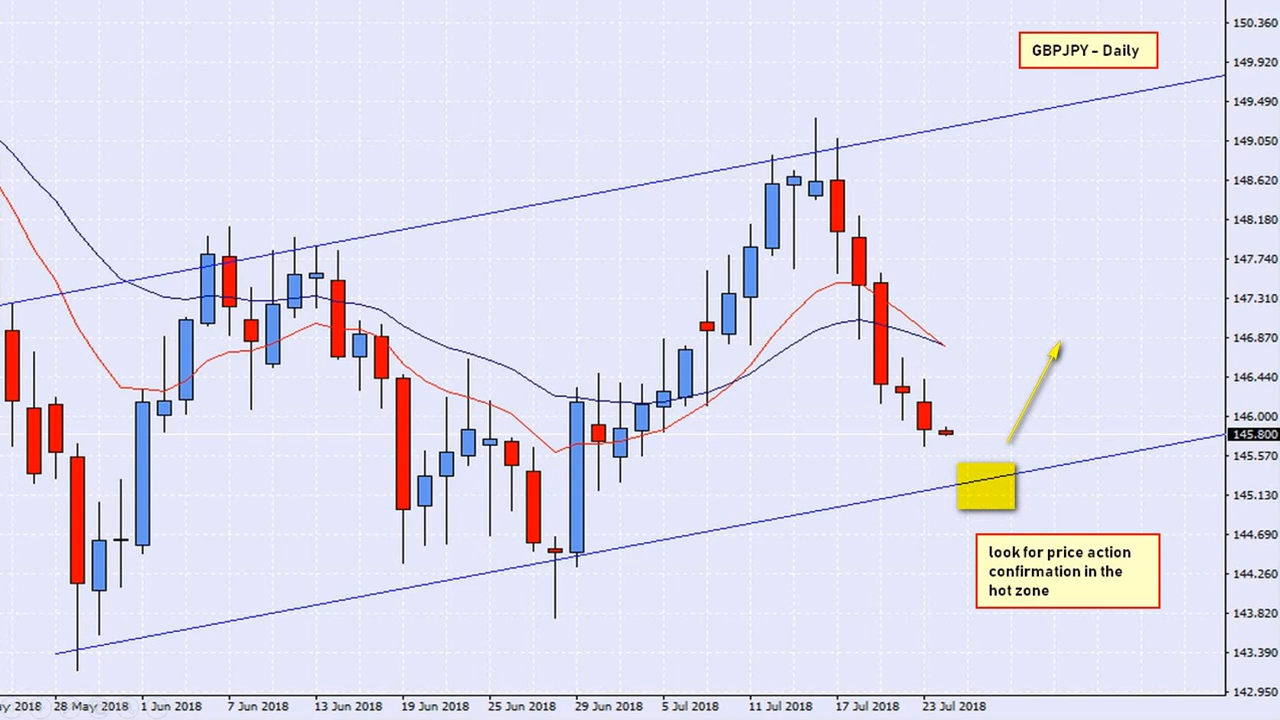 150.360
GBPJPY - Daily
149.920
149.490
149.050
148.620
148.180
147.740
147.310
146.870
146.440
146.000
145.800
145.570
145.130
144.690
look for price action
confirmation in the
hot zone
144.260
143.820
143.390
142.950
2018
28 May 2018
1 Jun 2018
7 Jun 2018
13 Jun 2018
19 Jun 2018
25 Jun 2018
29 Jun 2018
5 Jul 2018
11 Jul 2018
17 Jul 2018
23 Jul 2018